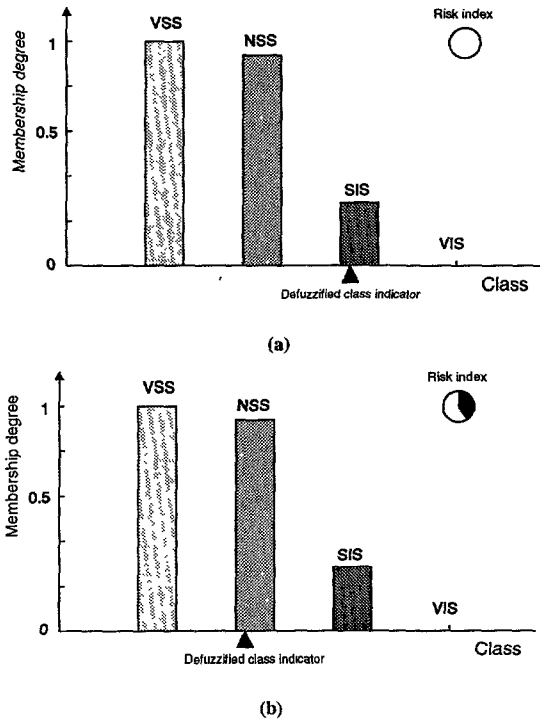 Risk index
VSS
NSS
1
Membership degree
0.5
SIS
VIS
0
Class
Defuzzified class indicator
(a)
Risk index
VSS
NSS
1
Membership degree
0.5
SIS
VIS
0
Class
Defuzzified class indicator
(b)